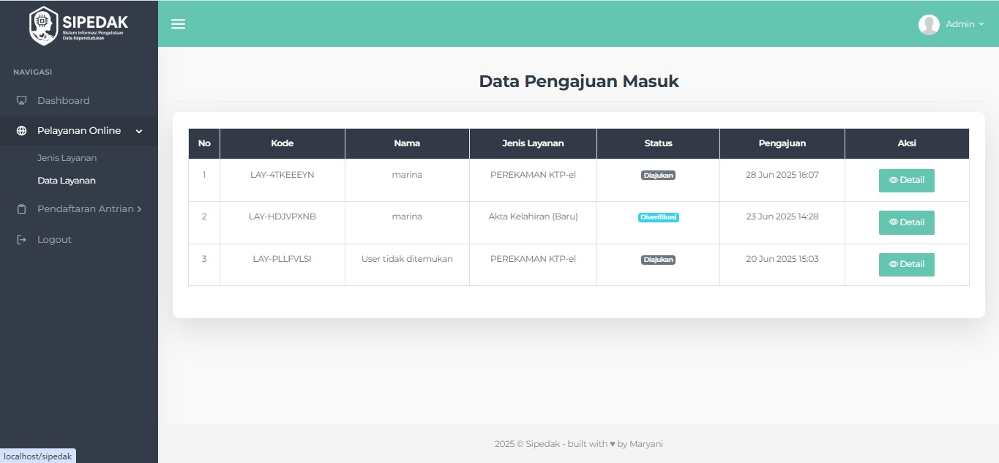 SIPEDAK
Sistem Informasi Pengelolaan
Data Kependudukan
Admin
NAVIGASI
Dashboard
Pelayanan Online
Jenis Layanan
Data Layanan
Pendaftaran Antrian
Logout
Data Pengajuan Masuk
No Kode Nama Jenis Layanan Status Pengajuan Aksi
1 LAY-4TKEEEYN marina PEREKAMAN KTP-el Diajukan 28 Jun 2025 16:07 Detail
2 LAY-HDJVPXNB marina Akta Kelahiran (Baru) Diverifikasi 23 Jun 2025 14:28 Detail
3 LAY-PLLFVLSI User tidak ditemukan PEREKAMAN KTP-el Diajukan 20 Jun 2025 15:03 Detail
2025 © Sipedak - built with ♥ by Maryani
localhost/sipedak